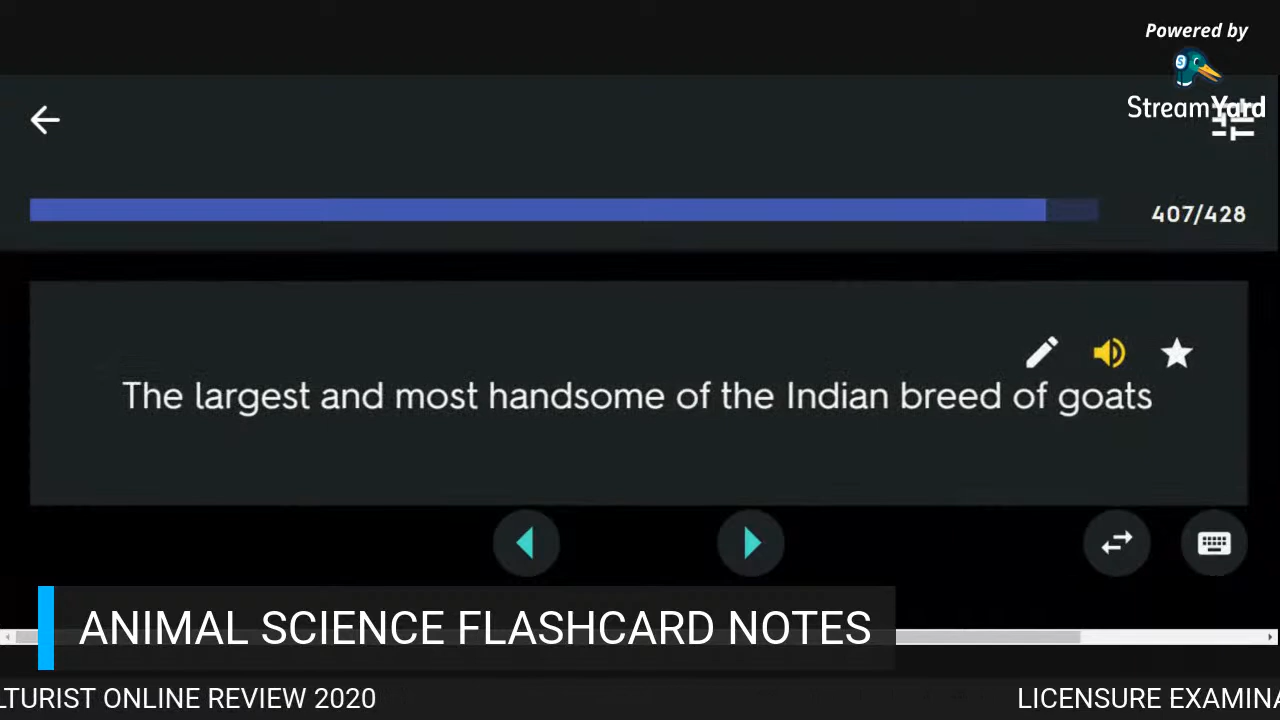 Powered by
StreamYard
407/428
The largest and most handsome of the Indian breed of goats
ANIMAL SCIENCE FLASHCARD NOTES
LTURIST ONLINE REVIEW 2020
LICENSURE EXAMINA